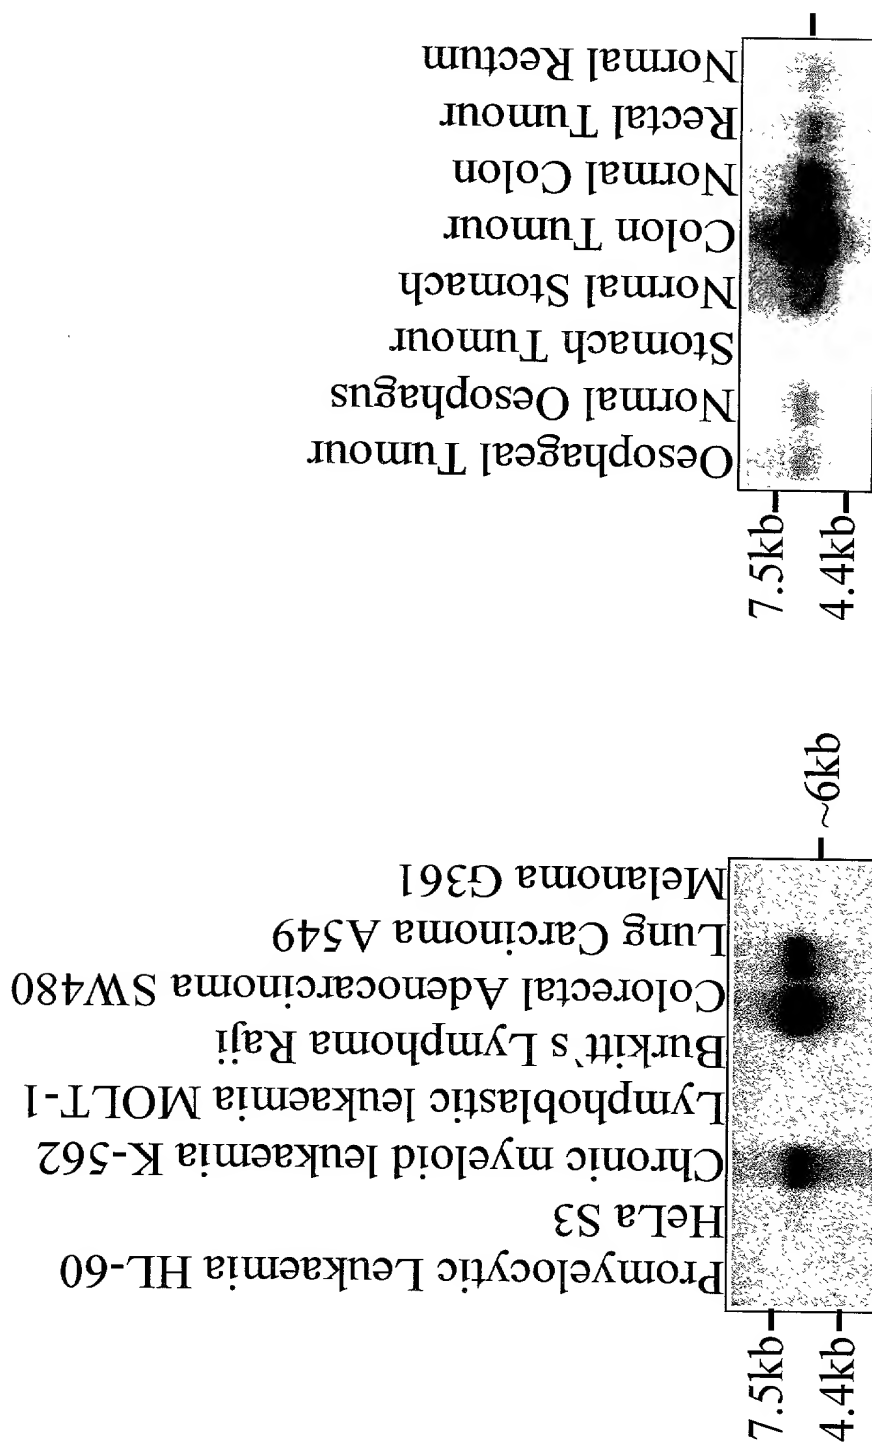 Normal Rectum
Rectal Tumour
Normal Colon
Colon Tumour
Normal Stomach
Stomach Tumour
Normal Oesophagus
Oesophageal Tumour
7.5kb
4.4kb
~6kb
Melanoma G361
Lung Carcinoma A549
Colorectal Adenocarcinoma SW480
Burkitt`s Lymphoma Raji
Lymphoblastic leukaemia MOLT-1
Chronic myeloid leukaemia K-562
HeLa S3
Promyelocytic Leukaemia HL-60
7.5kb
4.4kb